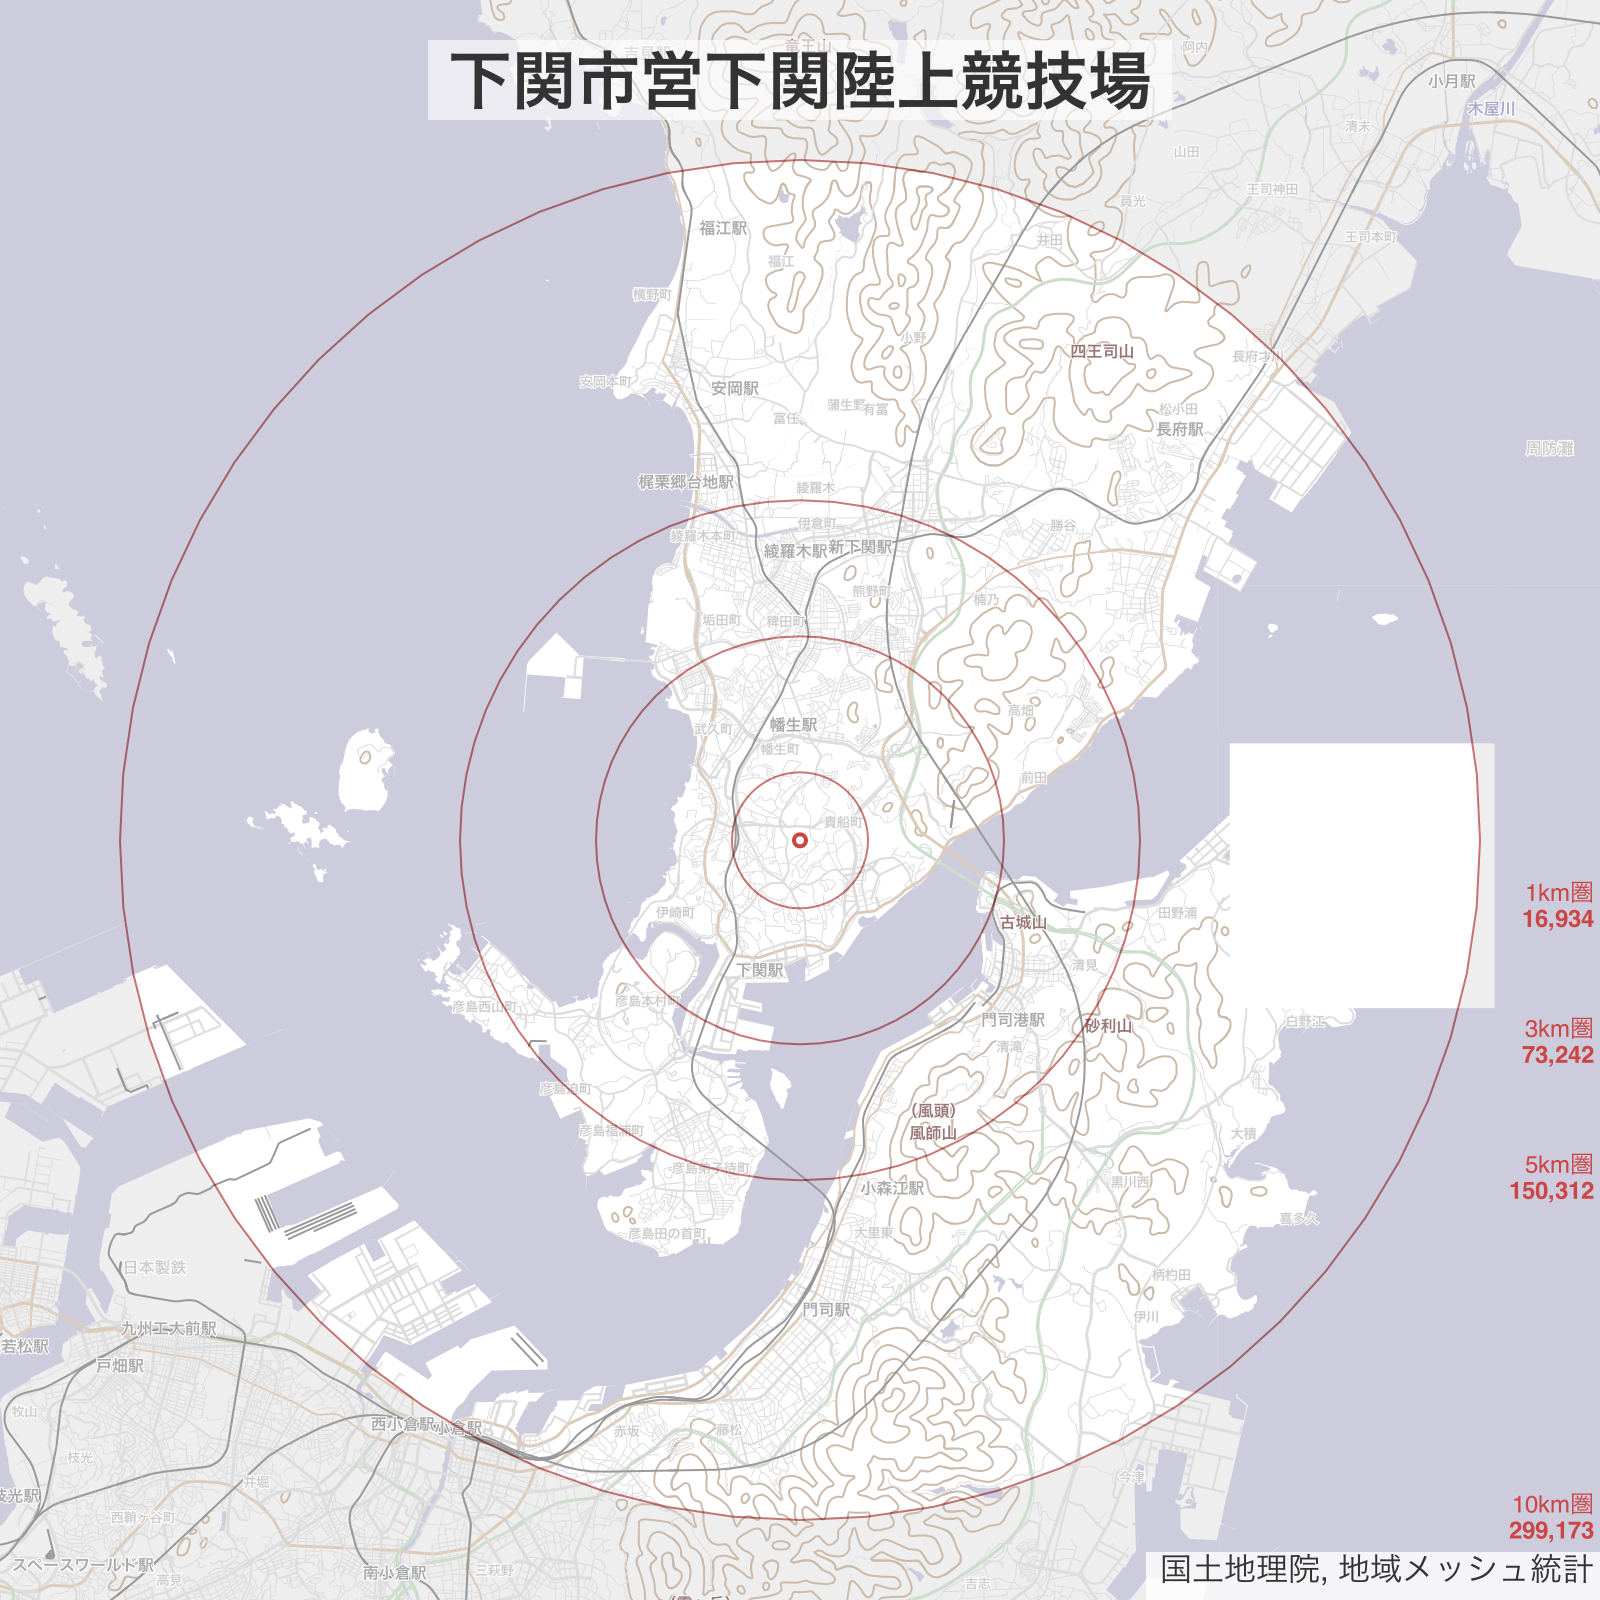 下関市営下関陸上競技場
吉見駅
竜王山
阿内
小月駅
木屋川
清末
山田
王司神田
員光
福江駅
井田
王司本町
福江
横野町
小野
四王司山
長府才川
安岡本町
安岡駅
蒲生野
有冨
松小田
富任
長府駅
周防灘
梶栗郷台地駅
綾羅木
伊倉町
勝谷
綾羅木本町
綾羅木駅
新下関駅
熊野町
楠乃
垢田町
稗田町
高畑
武久町
幡生駅
幡生町
前田
貴船町
1km圏
16,934
伊崎町
田野浦
古城山
下関駅
清見
彦島西山町
彦島本村町
門司港駅
砂利山
白野江
3km圏
73,242
清滝
彦島迫町
(風頭)
風師山
彦島福浦町
大積
彦島弟子待町
黒川西
5km圏
150,312
小森江駅
喜多久
彦島田の首町
大里東
日本製鉄
柄杓田
門司駅
伊川
九州工大前駅
若松駅
戸畑駅
牧山
西小倉駅
小倉駅
赤坂
藤松
枝光
井堀
今津
枝光駅
10km圏
299,173
西鞘ヶ谷町
スペースワールド駅
高見
南小倉駅
三萩野
吉志
国土地理院, 地域メッシュ統計